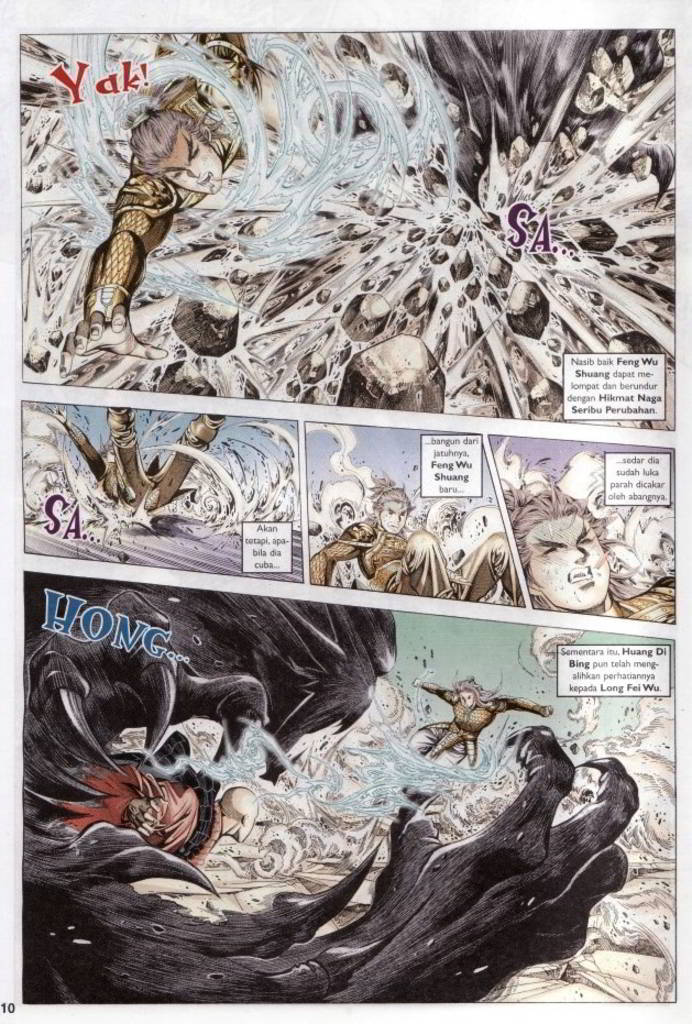 Yak!
SA...
Nasib baik Feng Wu
Shuang dapat me-
lompat dan berundur
dengan Hikmat Naga
Seribu Perubahan.
SA...
Akan
tetapi, apa-
bila dia
cuba...
...bangun dari
jatuhnya,
Feng Wu
Shuang
baru...
...sedar dia
sudah luka
parah dicakar
oleh abangnya.
HONG...
Sementara itu, Huang Di
Bing pun telah meng-
alihkan perhatiannya
kepada Long Fei Wu.
10